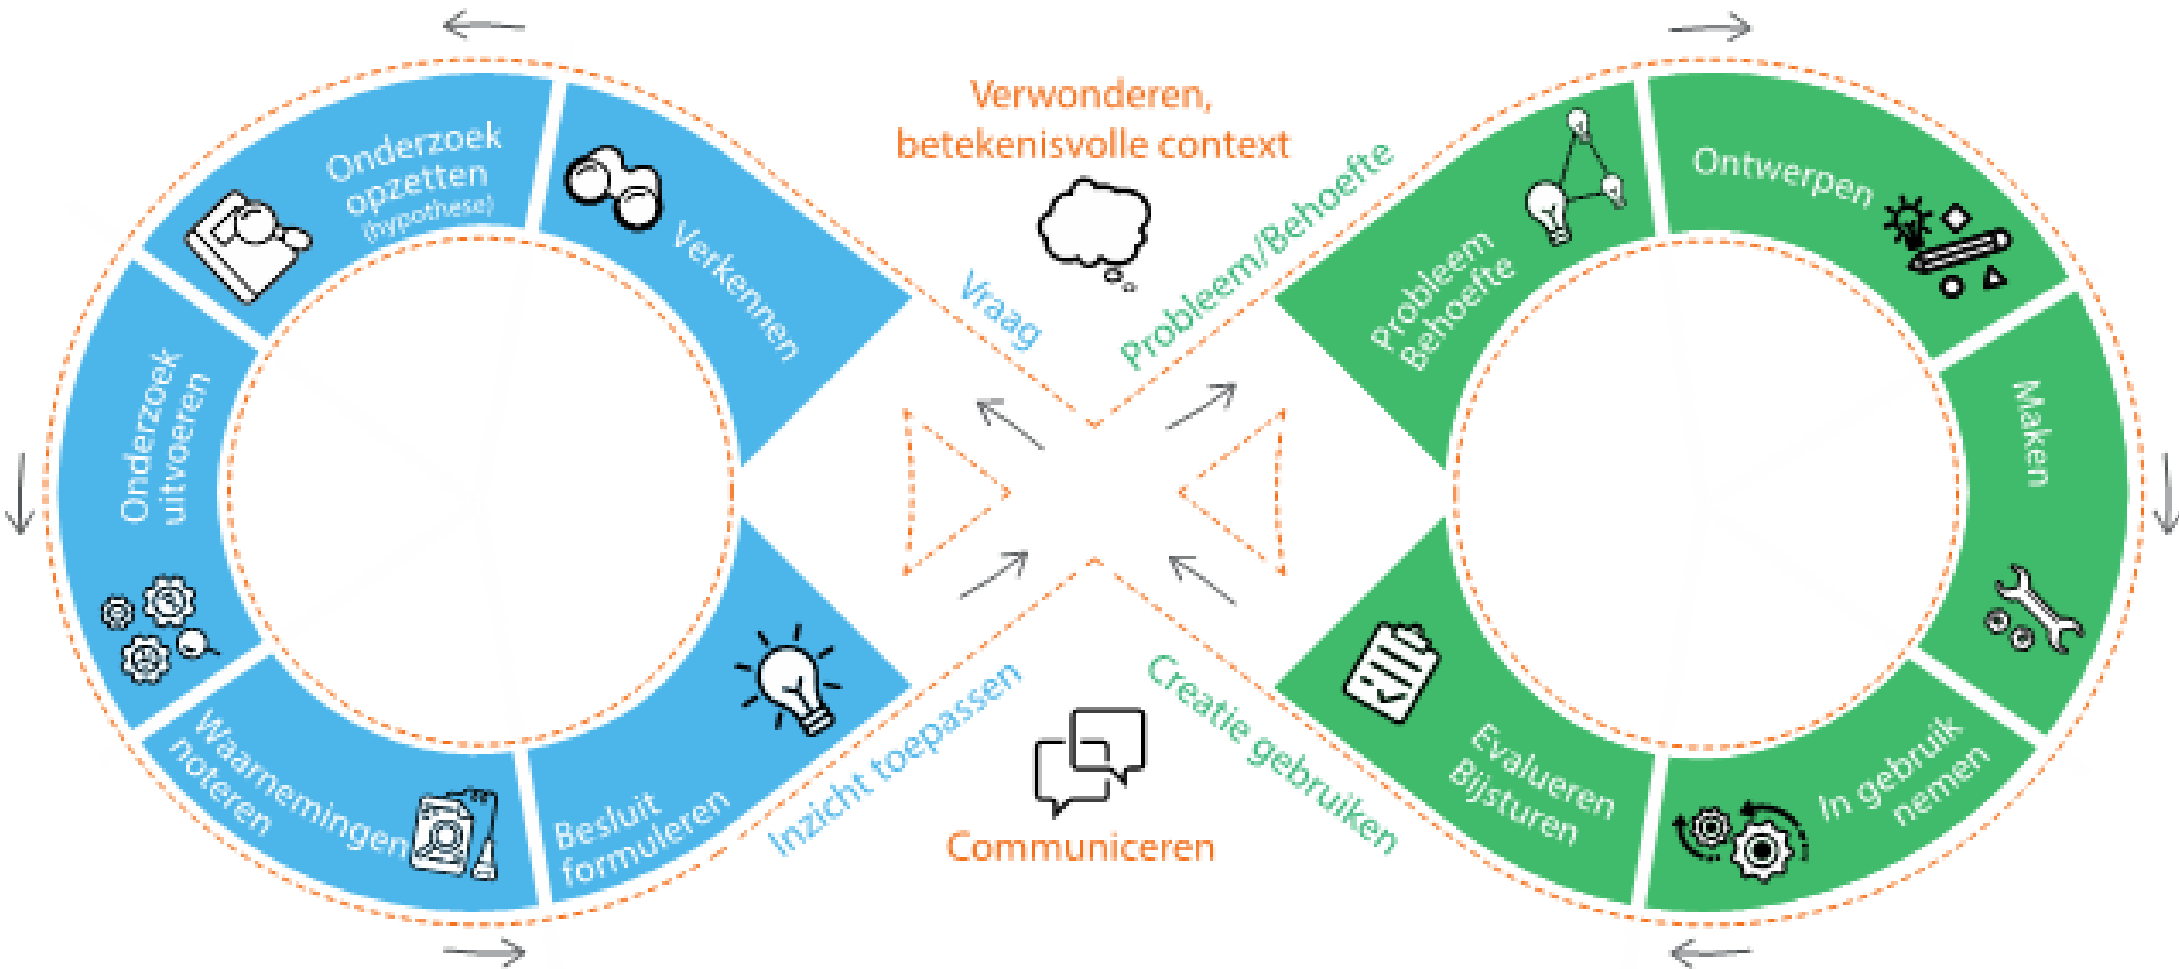 Verwonderen,
betekenisvolle context
Vraag
Probleem/Behoefte
Verkennen
Onderzoek
opzetten
(hypothese)
Onderzoek
uitvoeren
Waarnemingen
noteren
Besluit
formuleren
Inzicht toepassen
Probleem
Behoefte
Ontwerpen
Maken
In gebruik
nemen
Evalueren
Bijsturen
Creatie gebruiken
Communiceren